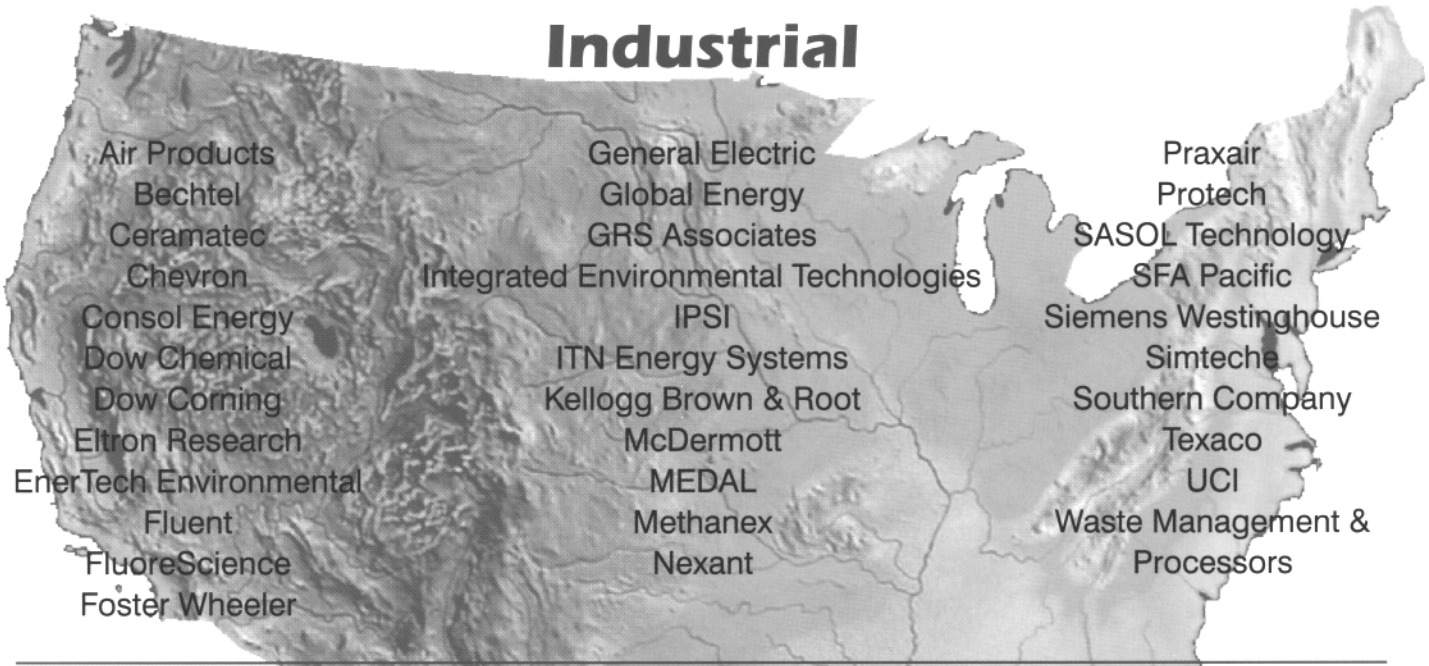 Industrial
Air Products
Bechtel
Ceramatec
Chevron
Consol Energy
Dow Chemical
Dow Corning
Eltron Research
EnerTech Environmental
Fluent
FluoreScience
Foster Wheeler
General Electric
Global Energy
GRS Associates
Integrated Environmental Technologies
IPSI
ITN Energy Systems
Kellogg Brown & Root
McDermott
MEDAL
Methanex
Nexant
Praxair
Protech
SASOL Technology
SFA Pacific
Siemens Westinghouse
Simteche
Southern Company
Texaco
UCI
Waste Management &
Processors